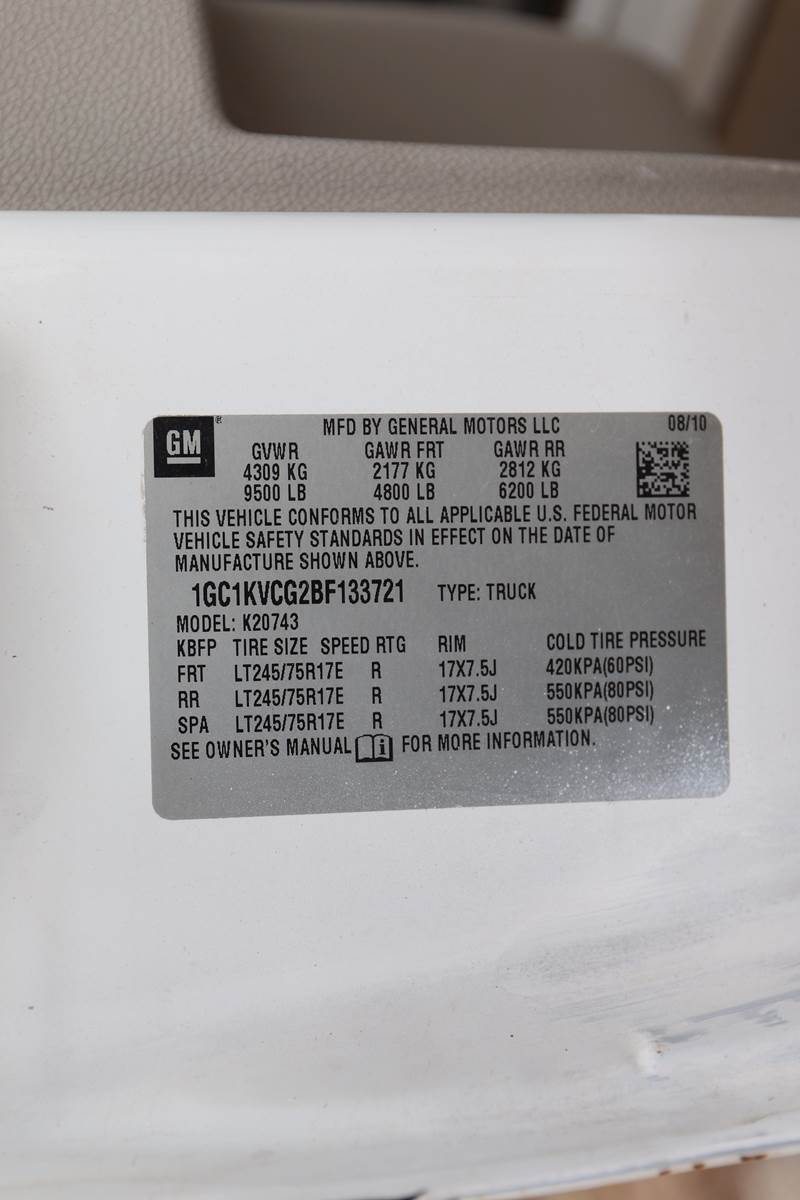 GM®
MFD BY GENERAL MOTORS LLC 08/10
GVWR GAWR FRT GAWR RR
4309 KG 2177 KG 2812 KG
9500 LB 4800 LB 6200 LB
THIS VEHICLE CONFORMS TO ALL APPLICABLE U.S. FEDERAL MOTOR
VEHICLE SAFETY STANDARDS IN EFFECT ON THE DATE OF
MANUFACTURE SHOWN ABOVE.
1GC1KVCG2BF133721 TYPE: TRUCK
MODEL: K20743
KBFP TIRE SIZE SPEED RTG RIM COLD TIRE PRESSURE
FRT LT245/75R17E R 17X7.5J 420KPA(60PSI)
RR LT245/75R17E R 17X7.5J 550KPA(80PSI)
SPA LT245/75R17E R 17X7.5J 550KPA(80PSI)
SEE OWNER'S MANUAL i FOR MORE INFORMATION.